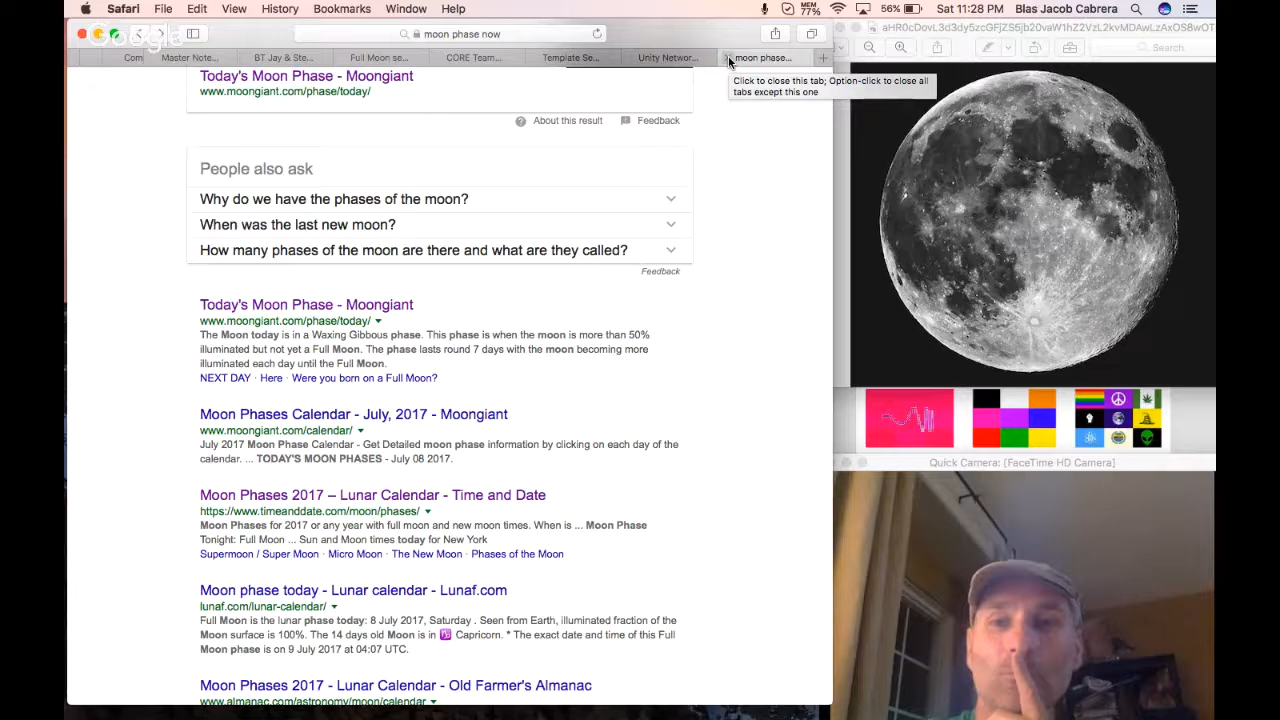 Safari File Edit View History Bookmarks Window Help
MEM 77% 56% Sat 11:28 PM Blas Jacob Cabrera
Google
moon phase now
Com Master Note... BT Jay & Ste... Full Moon se... CORE Team... Template Se... Unity Networ... moon phase...
Click to close this tab; Option-click to close all
tabs except this one
Search
Today's Moon Phase - Moongiant
www.moongiant.com/phase/today/
About this result Feedback
People also ask
Why do we have the phases of the moon?
When was the last new moon?
How many phases of the moon are there and what are they called?
Feedback
Today's Moon Phase - Moongiant
www.moongiant.com/phase/today/
The Moon today is in a Waxing Gibbous phase. This phase is when the moon is more than 50%
illuminated but not yet a Full Moon. The phase lasts round 7 days with the moon becoming more
illuminated each day until the Full Moon.
NEXT DAY · Here · Were you born on a Full Moon?
Moon Phases Calendar - July, 2017 - Moongiant
www.moongiant.com/calendar/
July 2017 Moon Phase Calendar - Get Detailed moon phase information by clicking on each day of the
calendar. ... TODAY'S MOON PHASES - July 08 2017.
Moon Phases 2017 – Lunar Calendar - Time and Date
https://www.timeanddate.com/moon/phases/
Moon Phases for 2017 or any year with full moon and new moon times. When is ... Moon Phase
Tonight: Full Moon ... Sun and Moon times today for New York
Supermoon / Super Moon · Micro Moon · The New Moon · Phases of the Moon
Moon phase today - Lunar calendar - Lunaf.com
lunaf.com/lunar-calendar/
Full Moon is the lunar phase today: 8 July 2017, Saturday . Seen from Earth, illuminated fraction of the
Moon surface is 100%. The 14 days old Moon is in ♑ Capricorn. * The exact date and time of this Full
Moon phase is on 9 July 2017 at 04:07 UTC.
Moon Phases 2017 - Lunar Calendar - Old Farmer's Almanac
www.almanac.com/astronomy/moon/calendar
Quick Camera: [FaceTime HD Camera]